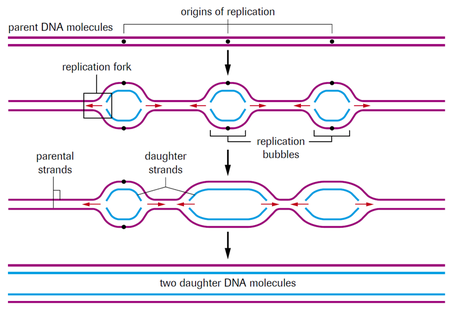 origins of replication
parent DNA molecules
replication fork
replication
bubbles
parental
strands
daughter
strands
two daughter DNA molecules